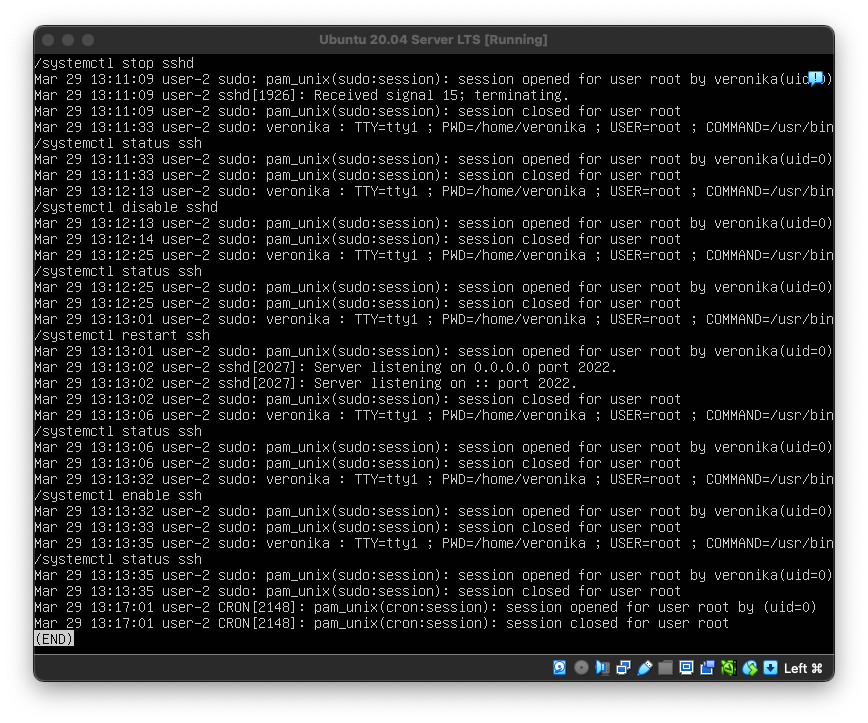 Ubuntu 20.04 Server LTS [Running]
/systemctl stop sshd
Mar 29 13:11:09 user-2 sudo: pam_unix(sudo:session): session opened for user root by veronika(uid=0)
Mar 29 13:11:09 user-2 sshd[1926]: Received signal 15; terminating.
Mar 29 13:11:09 user-2 sudo: pam_unix(sudo:session): session closed for user root
Mar 29 13:11:33 user-2 sudo: veronika : TTY=tty1 ; PWD=/home/veronika ; USER=root ; COMMAND=/usr/bin
/systemctl status ssh
Mar 29 13:11:33 user-2 sudo: pam_unix(sudo:session): session opened for user root by veronika(uid=0)
Mar 29 13:11:33 user-2 sudo: pam_unix(sudo:session): session closed for user root
Mar 29 13:12:13 user-2 sudo: veronika : TTY=tty1 ; PWD=/home/veronika ; USER=root ; COMMAND=/usr/bin
/systemctl disable sshd
Mar 29 13:12:13 user-2 sudo: pam_unix(sudo:session): session opened for user root by veronika(uid=0)
Mar 29 13:12:14 user-2 sudo: pam_unix(sudo:session): session closed for user root
Mar 29 13:12:25 user-2 sudo: veronika : TTY=tty1 ; PWD=/home/veronika ; USER=root ; COMMAND=/usr/bin
/systemctl status ssh
Mar 29 13:12:25 user-2 sudo: pam_unix(sudo:session): session opened for user root by veronika(uid=0)
Mar 29 13:12:25 user-2 sudo: pam_unix(sudo:session): session closed for user root
Mar 29 13:13:01 user-2 sudo: veronika : TTY=tty1 ; PWD=/home/veronika ; USER=root ; COMMAND=/usr/bin
/systemctl restart ssh
Mar 29 13:13:01 user-2 sudo: pam_unix(sudo:session): session opened for user root by veronika(uid=0)
Mar 29 13:13:02 user-2 sshd[2027]: Server listening on 0.0.0.0 port 2022.
Mar 29 13:13:02 user-2 sshd[2027]: Server listening on :: port 2022.
Mar 29 13:13:02 user-2 sudo: pam_unix(sudo:session): session closed for user root
Mar 29 13:13:06 user-2 sudo: veronika : TTY=tty1 ; PWD=/home/veronika ; USER=root ; COMMAND=/usr/bin
/systemctl status ssh
Mar 29 13:13:06 user-2 sudo: pam_unix(sudo:session): session opened for user root by veronika(uid=0)
Mar 29 13:13:06 user-2 sudo: pam_unix(sudo:session): session closed for user root
Mar 29 13:13:32 user-2 sudo: veronika : TTY=tty1 ; PWD=/home/veronika ; USER=root ; COMMAND=/usr/bin
/systemctl enable ssh
Mar 29 13:13:32 user-2 sudo: pam_unix(sudo:session): session opened for user root by veronika(uid=0)
Mar 29 13:13:33 user-2 sudo: pam_unix(sudo:session): session closed for user root
Mar 29 13:13:35 user-2 sudo: veronika : TTY=tty1 ; PWD=/home/veronika ; USER=root ; COMMAND=/usr/bin
/systemctl status ssh
Mar 29 13:13:35 user-2 sudo: pam_unix(sudo:session): session opened for user root by veronika(uid=0)
Mar 29 13:13:35 user-2 sudo: pam_unix(sudo:session): session closed for user root
Mar 29 13:17:01 user-2 CRON[2148]: pam_unix(cron:session): session opened for user root by (uid=0)
Mar 29 13:17:01 user-2 CRON[2148]: pam_unix(cron:session): session closed for user root
(END)
Left ⌘